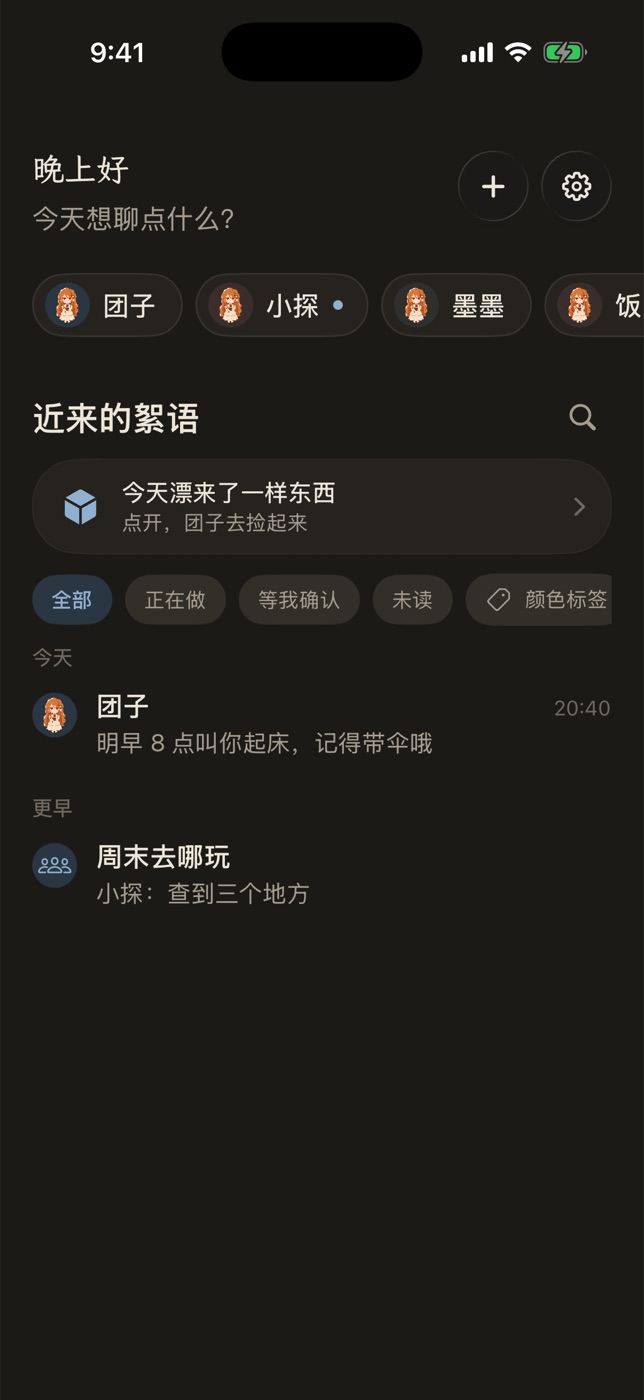 9:41
晚上好
今天想聊点什么?
团子
小探
墨墨
饭
近来的絮语
今天漂来了一样东西
点开，团子去捡起来
全部
正在做
等我确认
未读
颜色标签
今天
团子
20:40
明早 8 点叫你起床，记得带伞哦
更早
周末去哪玩
小探：查到三个地方